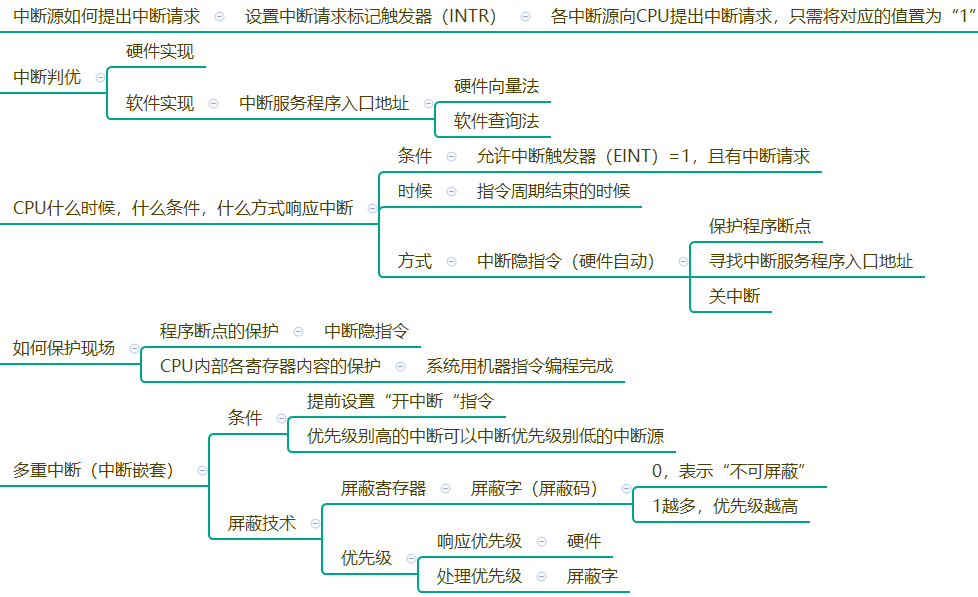 中断源如何提出中断请求 设置中断请求标记触发器（INTR） 各中断源向CPU提出中断请求，只需将对应的值置为“1”
中断判优
硬件实现
软件实现 中断服务程序入口地址
硬件向量法
软件查询法
CPU什么时候，什么条件，什么方式响应中断
条件 允许中断触发器（EINT）=1，且有中断请求
时候 指令周期结束的时候
方式 中断隐指令（硬件自动）
保护程序断点
寻找中断服务程序入口地址
关中断
如何保护现场
程序断点的保护 中断隐指令
CPU内部各寄存器内容的保护 系统用机器指令编程完成
多重中断（中断嵌套）
条件
提前设置“开中断“指令
优先级别高的中断可以中断优先级别低的中断源
屏蔽技术
屏蔽寄存器 屏蔽字（屏蔽码）
0，表示“不可屏蔽”
1越多，优先级越高
优先级
响应优先级 硬件
处理优先级 屏蔽字